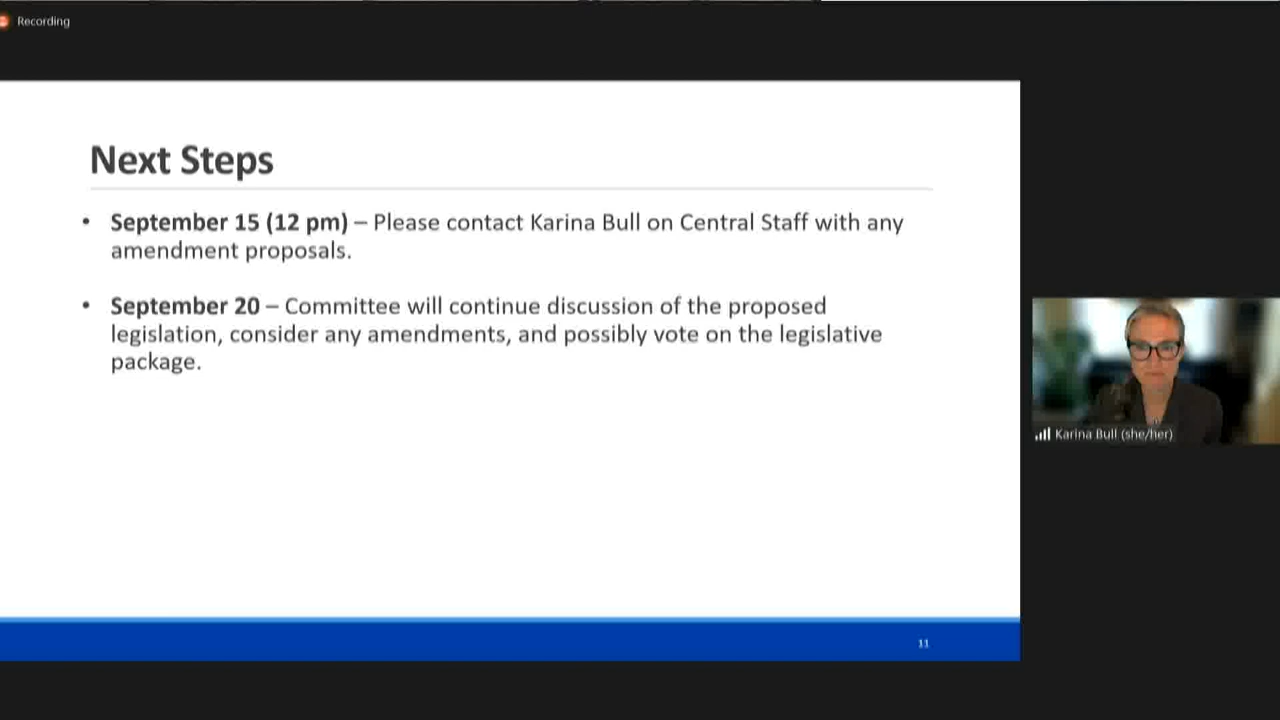 Recording
Next Steps
• September 15 (12 pm) – Please contact Karina Bull on Central Staff with any
amendment proposals.
• September 20 – Committee will continue discussion of the proposed
legislation, consider any amendments, and possibly vote on the legislative
package.
Karina Bull (she/her)
11